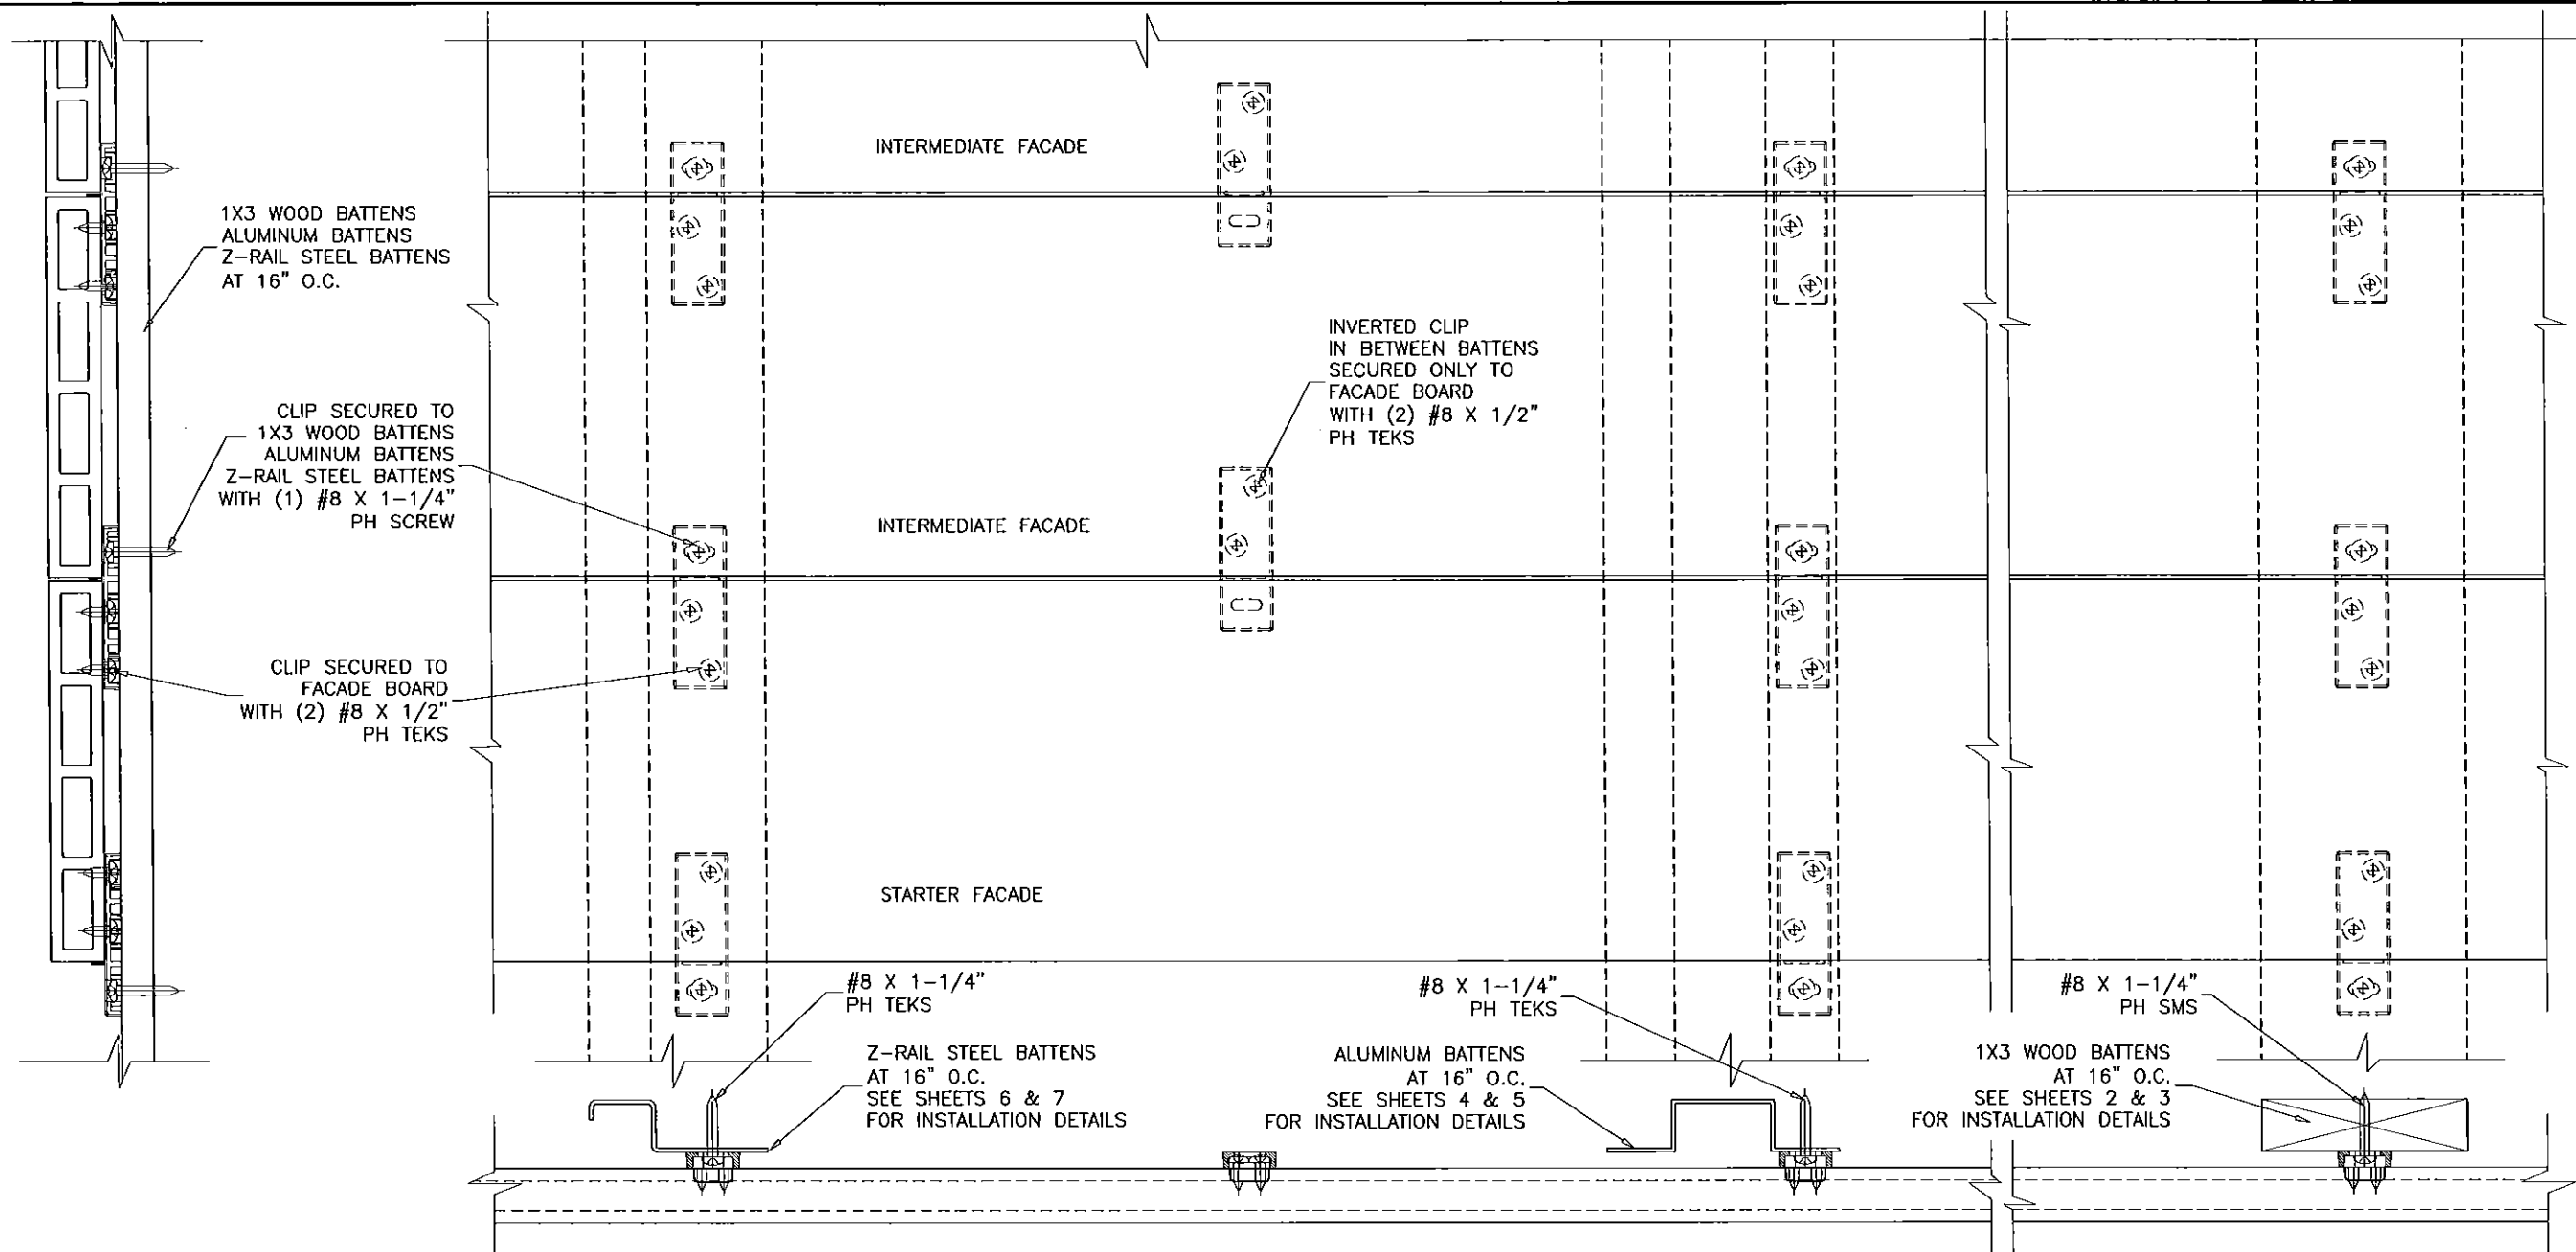 INTERMEDIATE FACADE
1X3 WOOD BATTENS
ALUMINUM BATTENS
Z-RAIL STEEL BATTENS
AT 16" O.C.
INVERTED CLIP
IN BETWEEN BATTENS
SECURED ONLY TO
FACADE BOARD
WITH (2) #8 X 1/2"
PH TEKS
CLIP SECURED TO
1X3 WOOD BATTENS
ALUMINUM BATTENS
Z-RAIL STEEL BATTENS
WITH (1) #8 X 1-1/4"
PH SCREW
INTERMEDIATE FACADE
CLIP SECURED TO
FACADE BOARD
WITH (2) #8 X 1/2"
PH TEKS
STARTER FACADE
#8 X 1-1/4"
PH TEKS
#8 X 1-1/4"
PH TEKS
#8 X 1-1/4"
PH SMS
Z-RAIL STEEL BATTENS
AT 16" O.C.
SEE SHEETS 6 & 7
FOR INSTALLATION DETAILS
ALUMINUM BATTENS
AT 16" O.C.
SEE SHEETS 4 & 5
FOR INSTALLATION DETAILS
1X3 WOOD BATTENS
AT 16" O.C.
SEE SHEETS 2 & 3
FOR INSTALLATION DETAILS